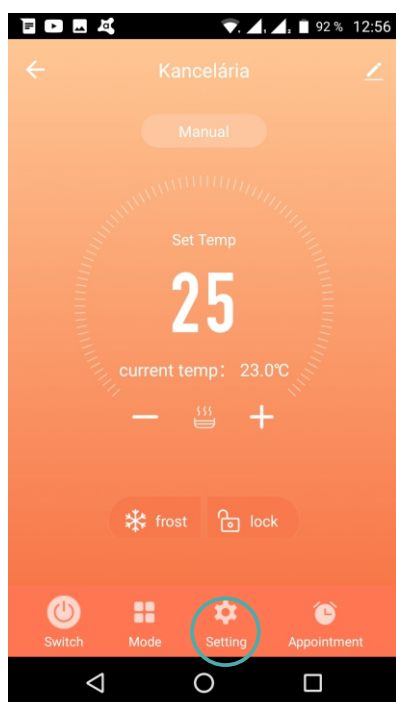 92 % 12:56
Kancelária
Manual
Set Temp
25
current temp: 23.0℃
frost lock
Switch Mode Setting Appointment